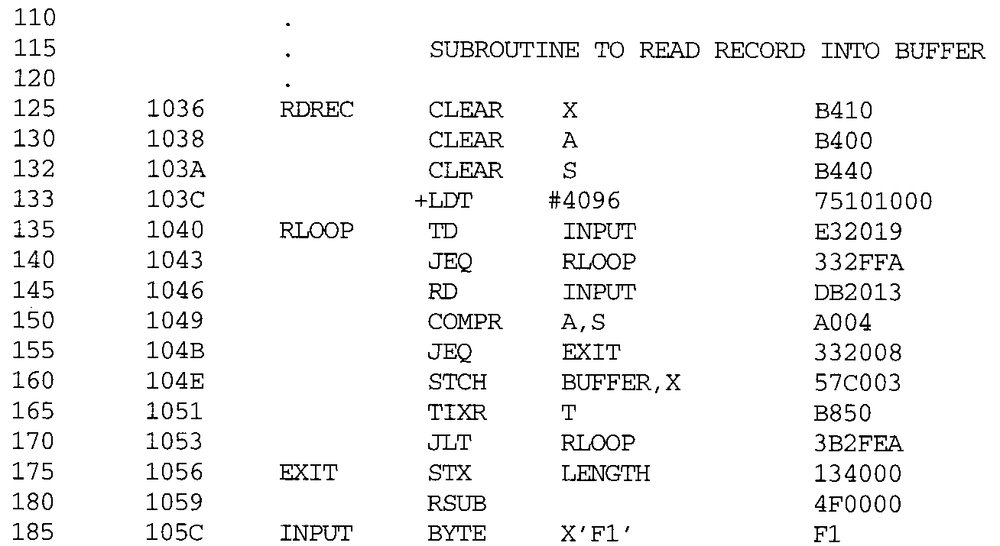 110 .
115 . SUBROUTINE TO READ RECORD INTO BUFFER
120 .
125 1036 RDREC CLEAR X B410
130 1038 CLEAR A B400
132 103A CLEAR S B440
133 103C +LDT #4096 75101000
135 1040 RLOOP TD INPUT E32019
140 1043 JEQ RLOOP 332FFA
145 1046 RD INPUT DB2013
150 1049 COMPR A,S A004
155 104B JEQ EXIT 332008
160 104E STCH BUFFER,X 57C003
165 1051 TIXR T B850
170 1053 JLT RLOOP 3B2FEA
175 1056 EXIT STX LENGTH 134000
180 1059 RSUB 4F0000
185 105C INPUT BYTE X'F1' F1